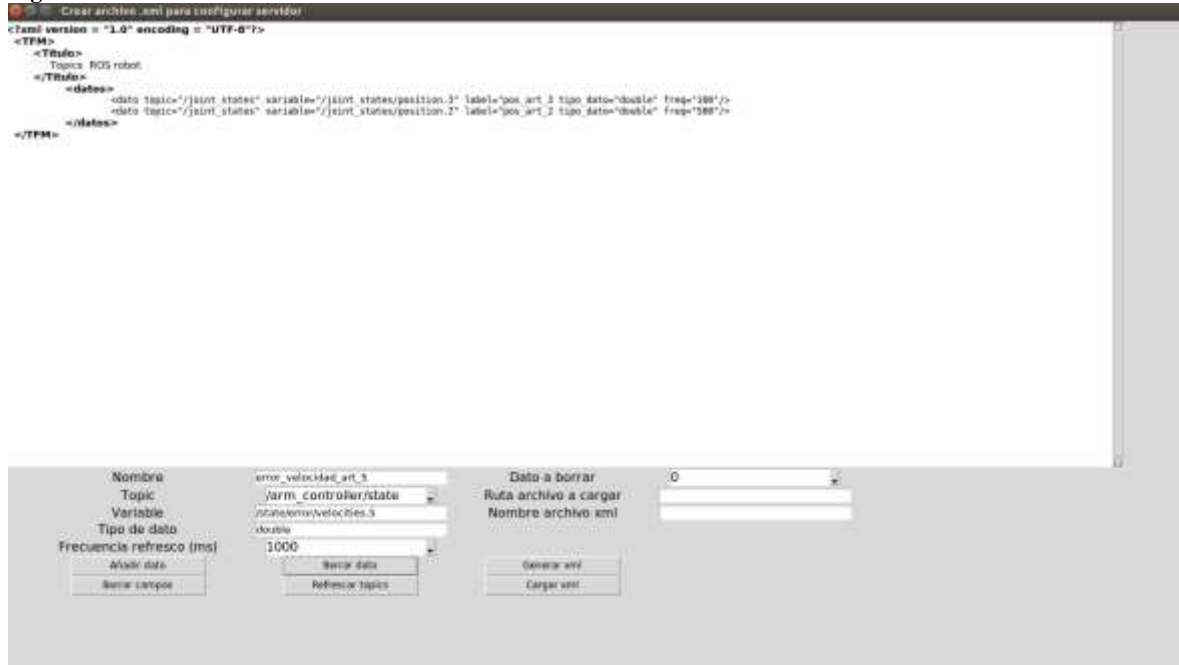 Crear archivo .xml para configurar servidor
<?xml version = "1.0" encoding = "UTF-8"?>
<TFM>
<Titulo>
Topics ROS robot
</Titulo>
<datos>
<dato topic="/joint_states" variable="/joint_states/position.3" label="pos_art_3 tipo_dato="double" freq="100"/>
<dato topic="/joint_states" variable="/joint_states/position.2" label="pos_art_2 tipo_dato="double" freq="500"/>
</datos>
</TFM>
Nombre error_velocidad_art_5 Dato a borrar 0
Topic /arm_controller/state Ruta archivo a cargar
Variable /state/error/velocities.5 Nombre archivo xml
Tipo de dato double
Frecuencia refresco (ms) 1000
Añadir dato Borrar dato Generar xml
Borrar campos Refrescar topics Cargar xml